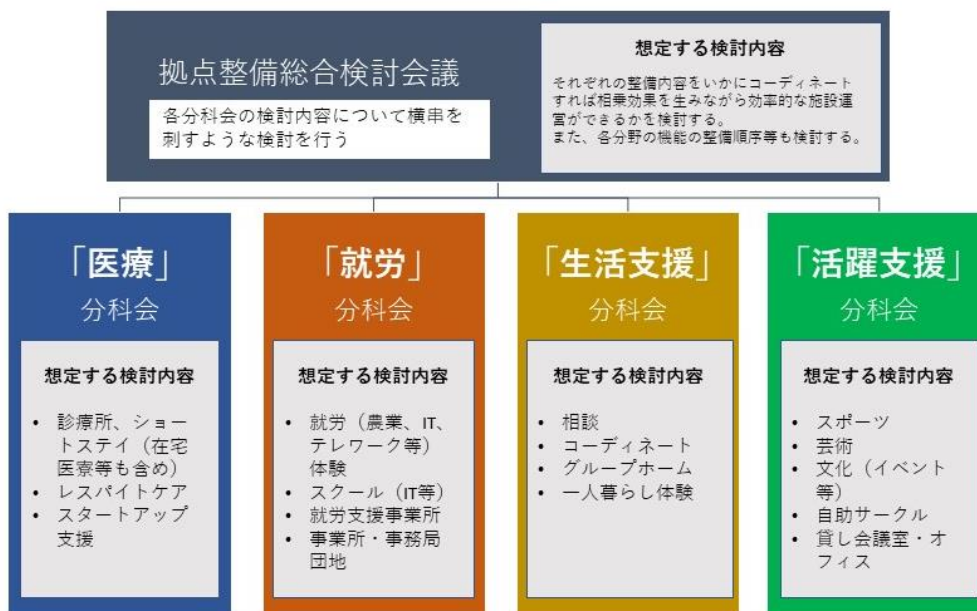 拠点整備総合検討会議
各分科会の検討内容について横串を
刺すような検討を行う
想定する検討内容
それぞれの整備内容をいかにコーディネート
すれば相乗効果を生みながら効率的な施設運
営ができるかを検討する。
また、各分野の機能の整備順序等も検討する。
「医療」
分科会
想定する検討内容
• 診療所、ショー
トステイ（在宅
医療等も含め）
• レスパイトケア
• スタートアップ
支援
「就労」
分科会
想定する検討内容
• 就労（農業、IT、
テレワーク等）
体験
• スクール（IT等）
• 就労支援事業所
• 事業所・事務局
団地
「生活支援」
分科会
想定する検討内容
• 相談
• コーディネート
• グループホーム
• 一人暮らし体験
「活躍支援」
分科会
想定する検討内容
• スポーツ
• 芸術
• 文化（イベント
等）
• 自助サークル
• 貸し会議室・オ
フィス